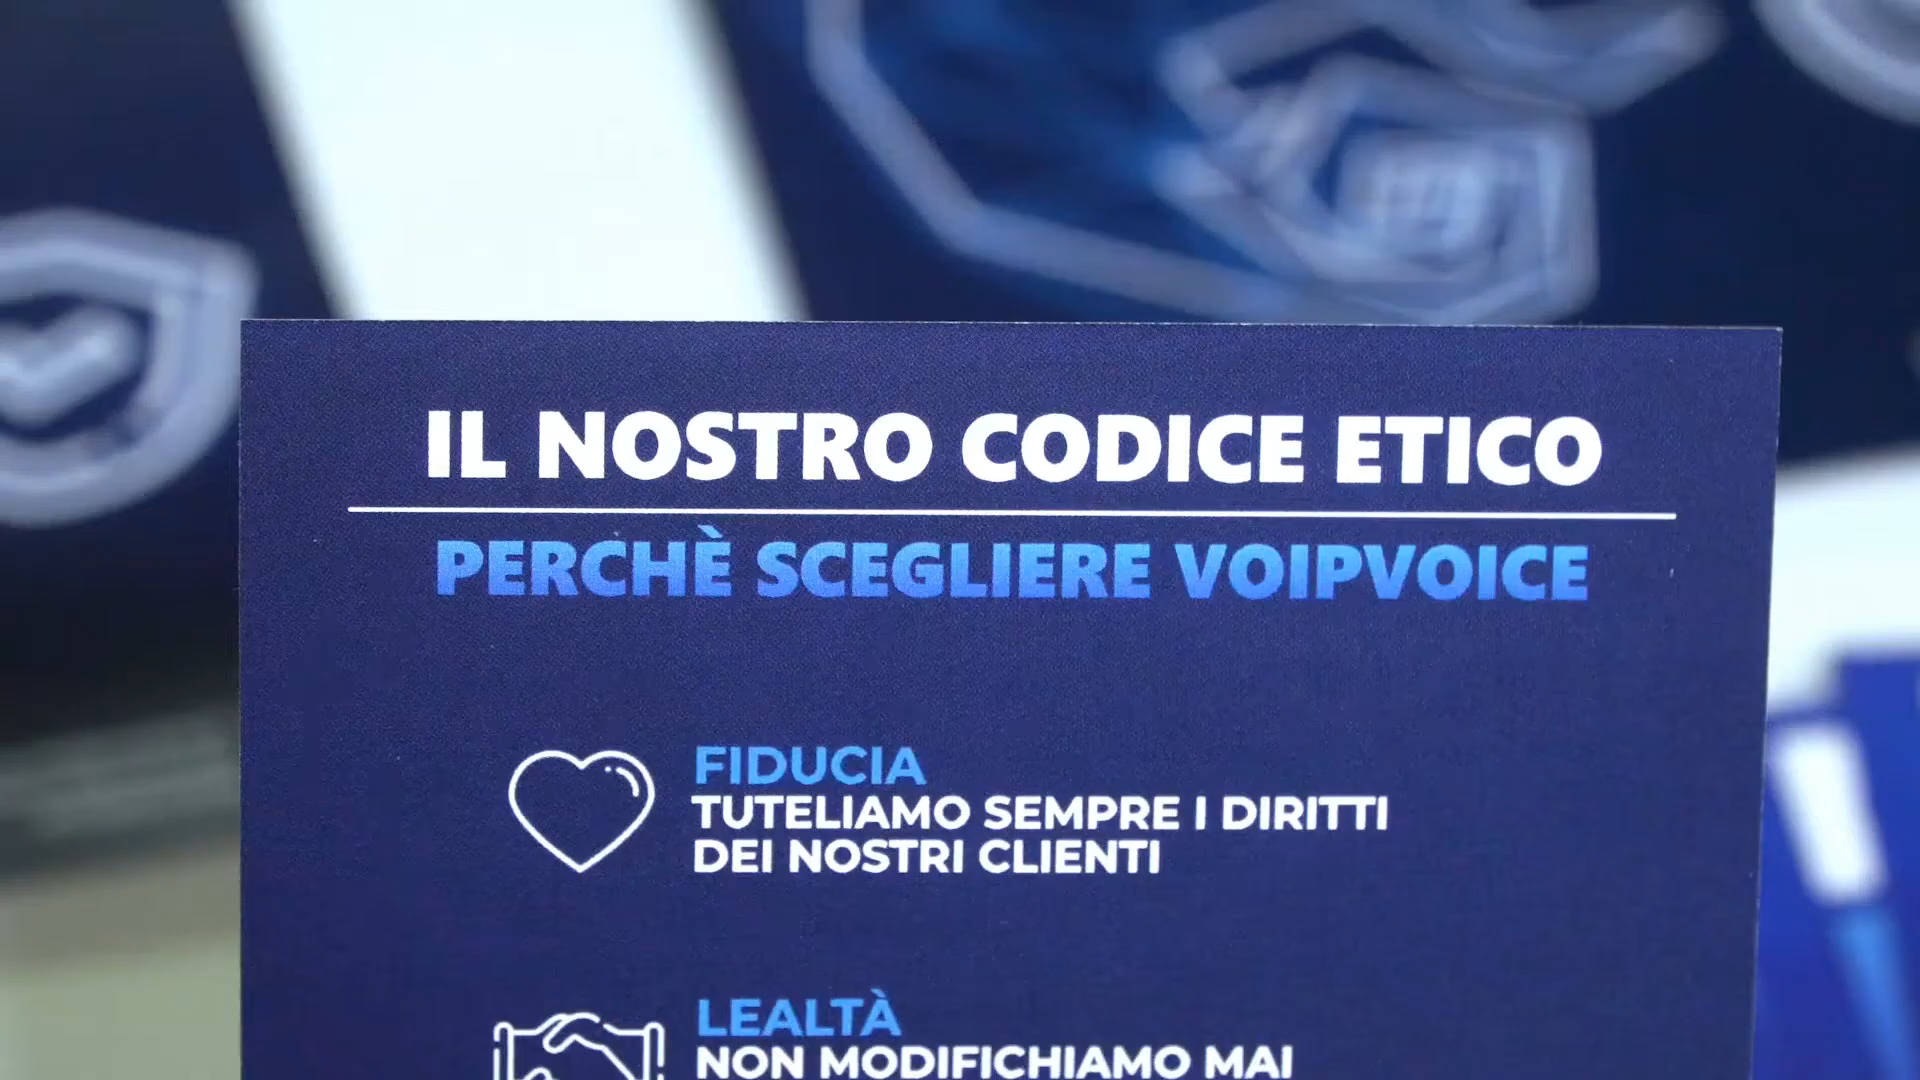 IL NOSTRO CODICE ETICO
PERCHÈ SCEGLIERE VOIPVOICE
FIDUCIA
TUTELIAMO SEMPRE I DIRITTI
DEI NOSTRI CLIENTI
LEALTÀ
NON MODIFICHIAMO MAI